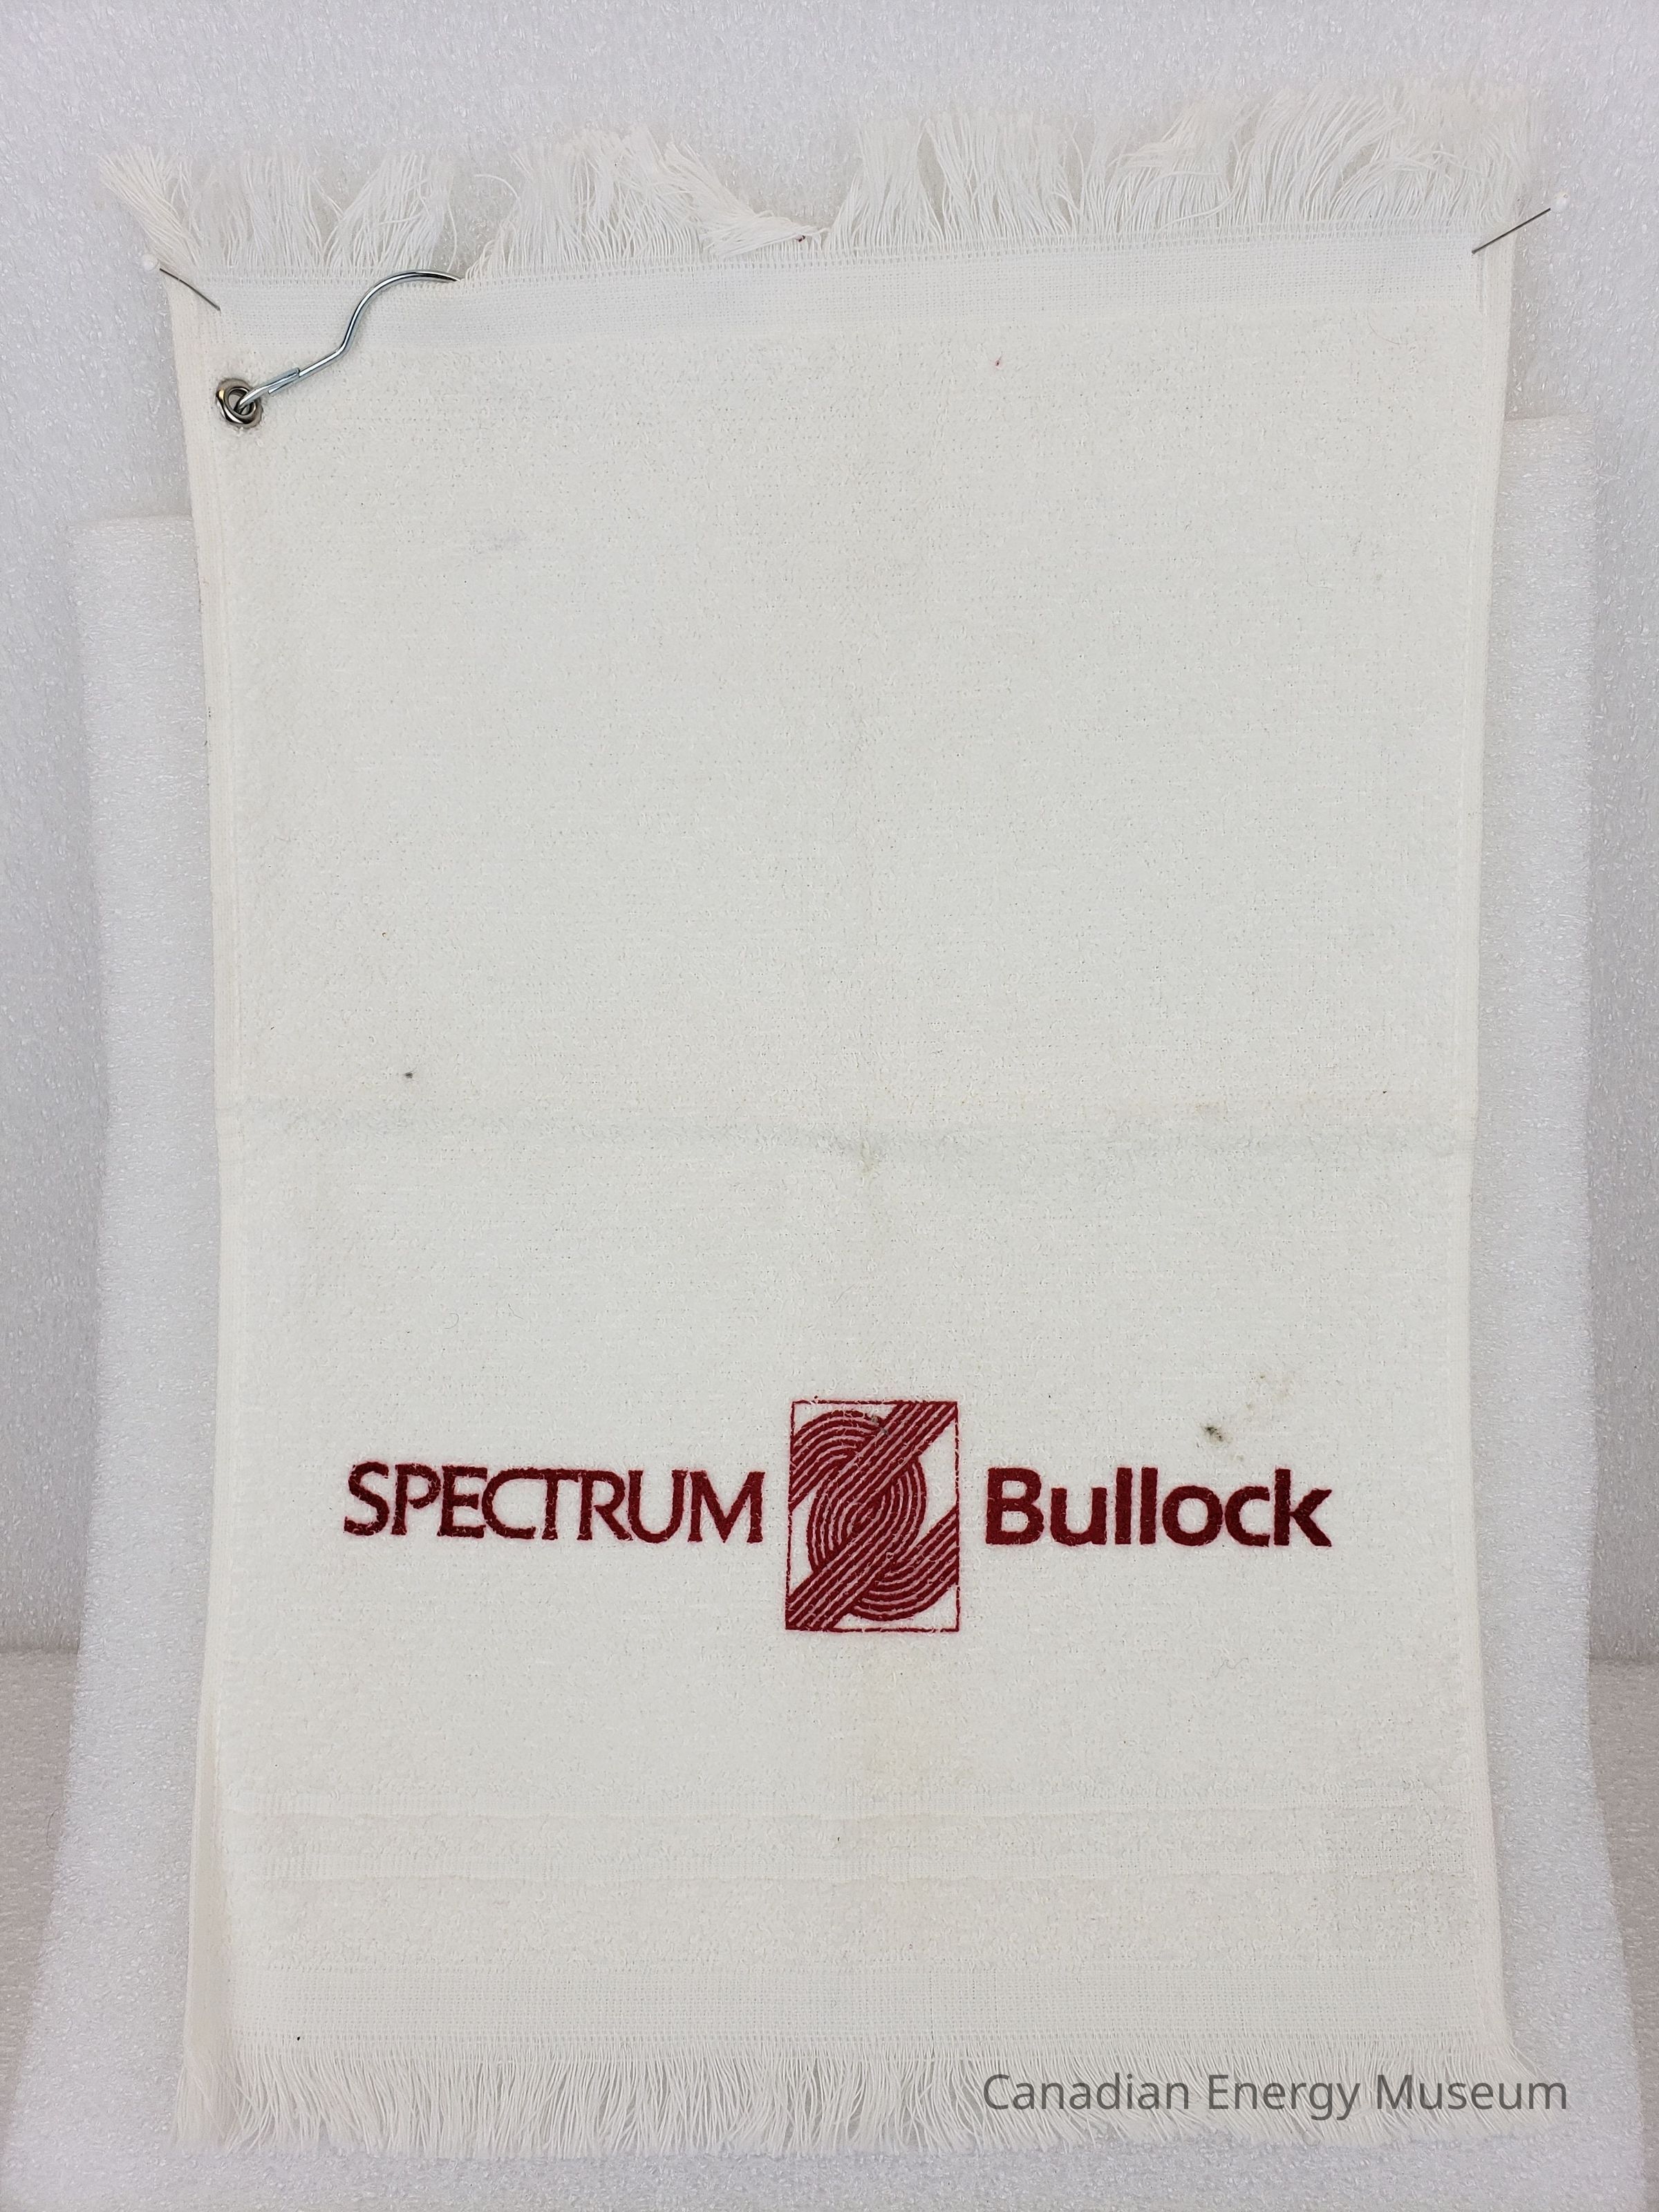 SPECTRUM Bullock
Canadian Energy Museum